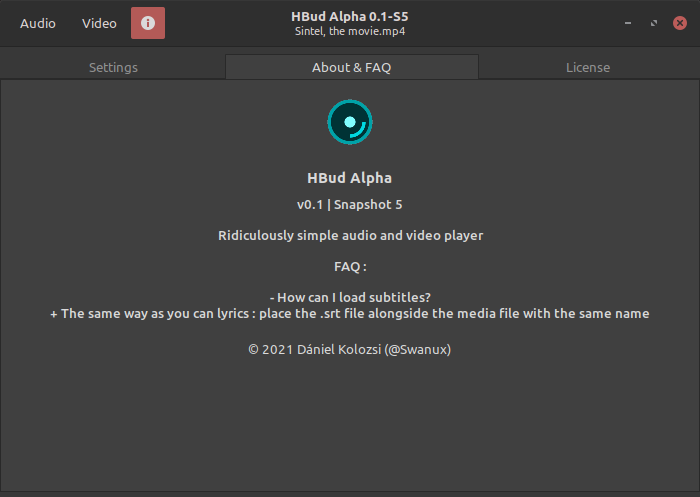 Audio
Video
HBud Alpha 0.1-S5
Sintel, the movie.mp4
Settings
About & FAQ
License
HBud Alpha
v0.1 | Snapshot 5
Ridiculously simple audio and video player
FAQ :
- How can I load subtitles?
+ The same way as you can lyrics : place the .srt file alongside the media file with the same name
© 2021 Dániel Kolozsi (@Swanux)